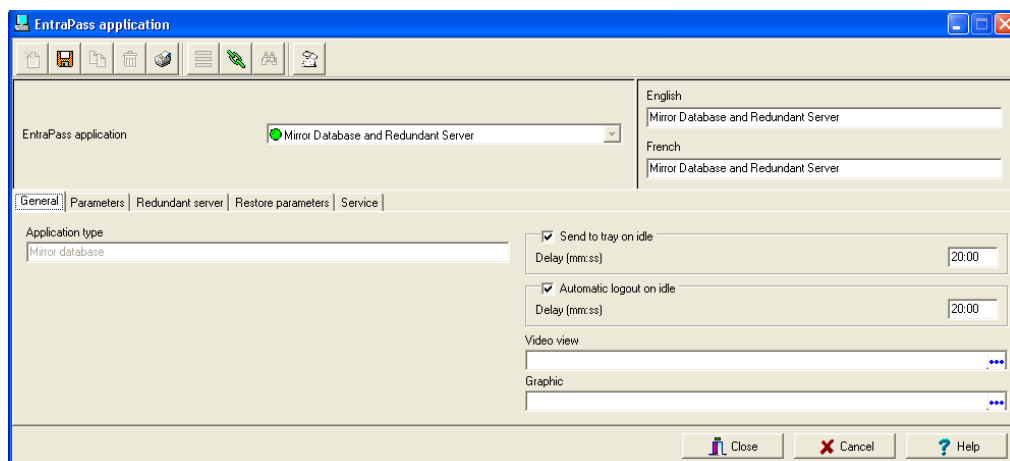 EntraPass application
EntraPass application
Mirror Database and Redundant Server
English
Mirror Database and Redundant Server
French
Mirror Database and Redundant Server
General
Parameters
Redundant server
Restore parameters
Service
Application type
Mirror database
Send to tray on idle
Delay (mm:ss)
20:00
Automatic logout on idle
Delay (mm:ss)
20:00
Video view
Graphic
Close
Cancel
Help